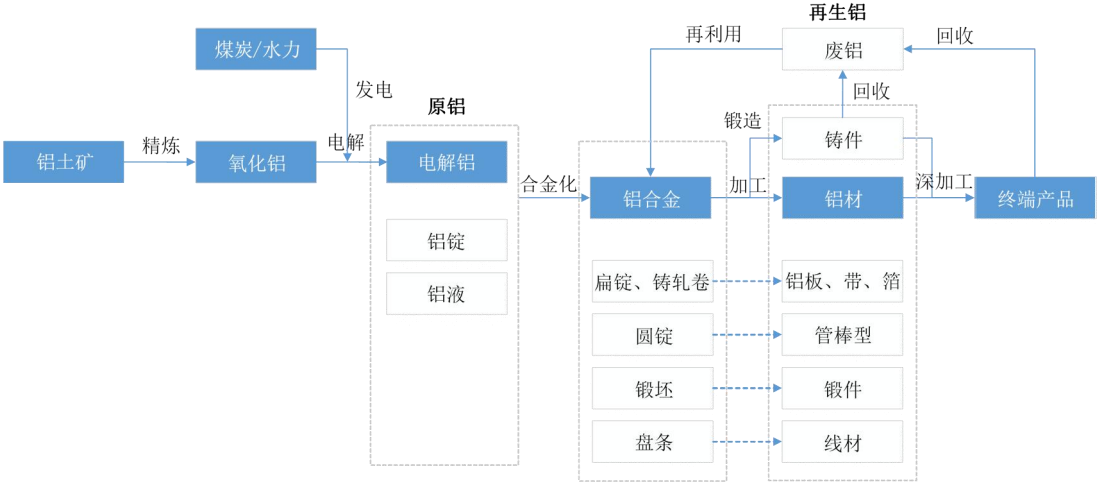 再生铝
煤炭/水力
再利用
废铝
回收
发电
原铝
回收
锻造
铝土矿
精炼
氧化铝
电解
电解铝
铸件
合金化
铝合金
加工
铝材
深加工
终端产品
铝锭
铝液
扁锭、铸轧卷
铝板、带、箔
圆锭
管棒型
锻坯
锻件
盘条
线材